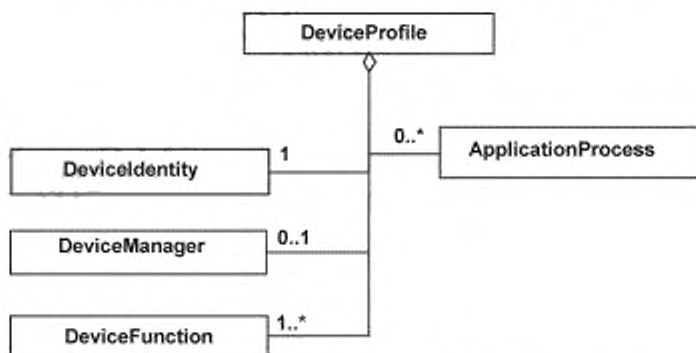 DeviceProfile
0..*
ApplicationProcess
1
DeviceIdentity
0..1
DeviceManager
1..*
DeviceFunction